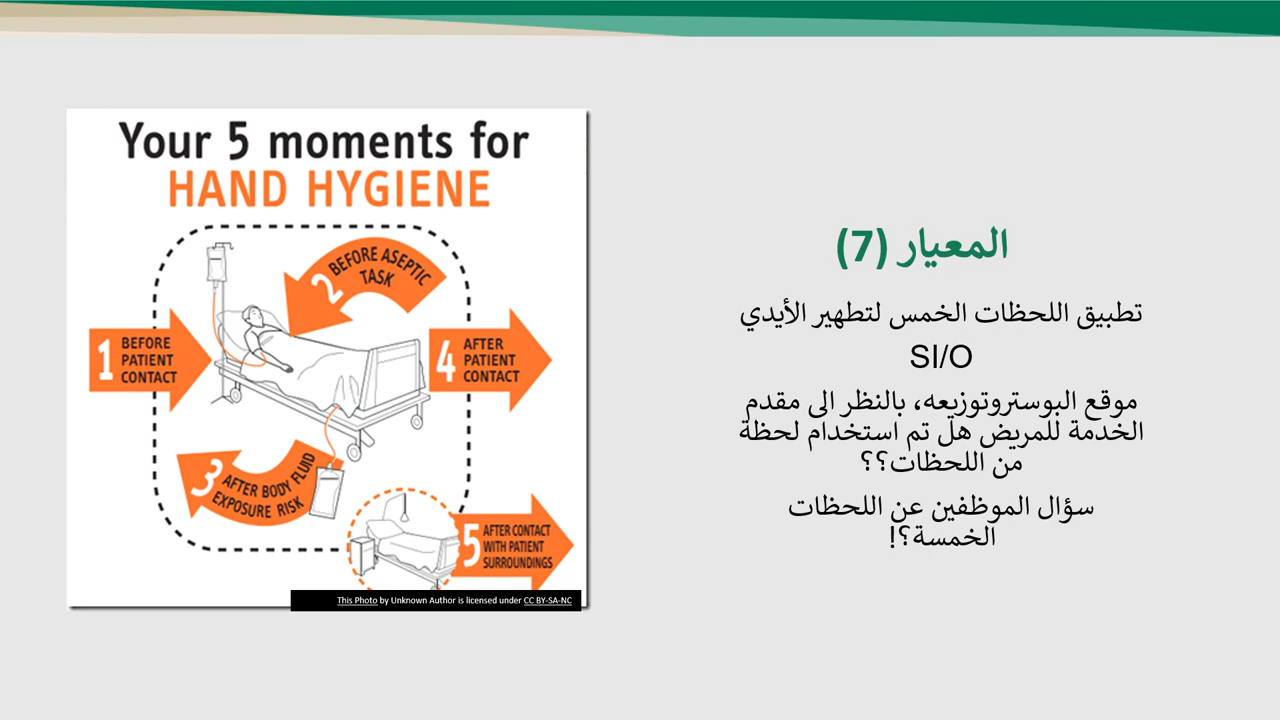 Your 5 moments for
HAND HYGIENE
1 BEFORE
PATIENT
CONTACT
2 BEFORE ASEPTIC
TASK
3 AFTER BODY FLUID
EXPOSURE RISK
4 AFTER
PATIENT
CONTACT
5 AFTER CONTACT
WITH PATIENT
SURROUNDINGS
This Photo by Unknown Author is licensed under CC BY-SA-NC
المعيار (7)
تطبيق اللحظات الخمس لتطهير الأيدي
SI/O
موقع البوستروتوزيعه، بالنظر الى مقدم
الخدمة للمريض هل تم استخدام لحظة
من اللحظات؟؟
سؤال الموظفين عن اللحظات
الخمسة؟!